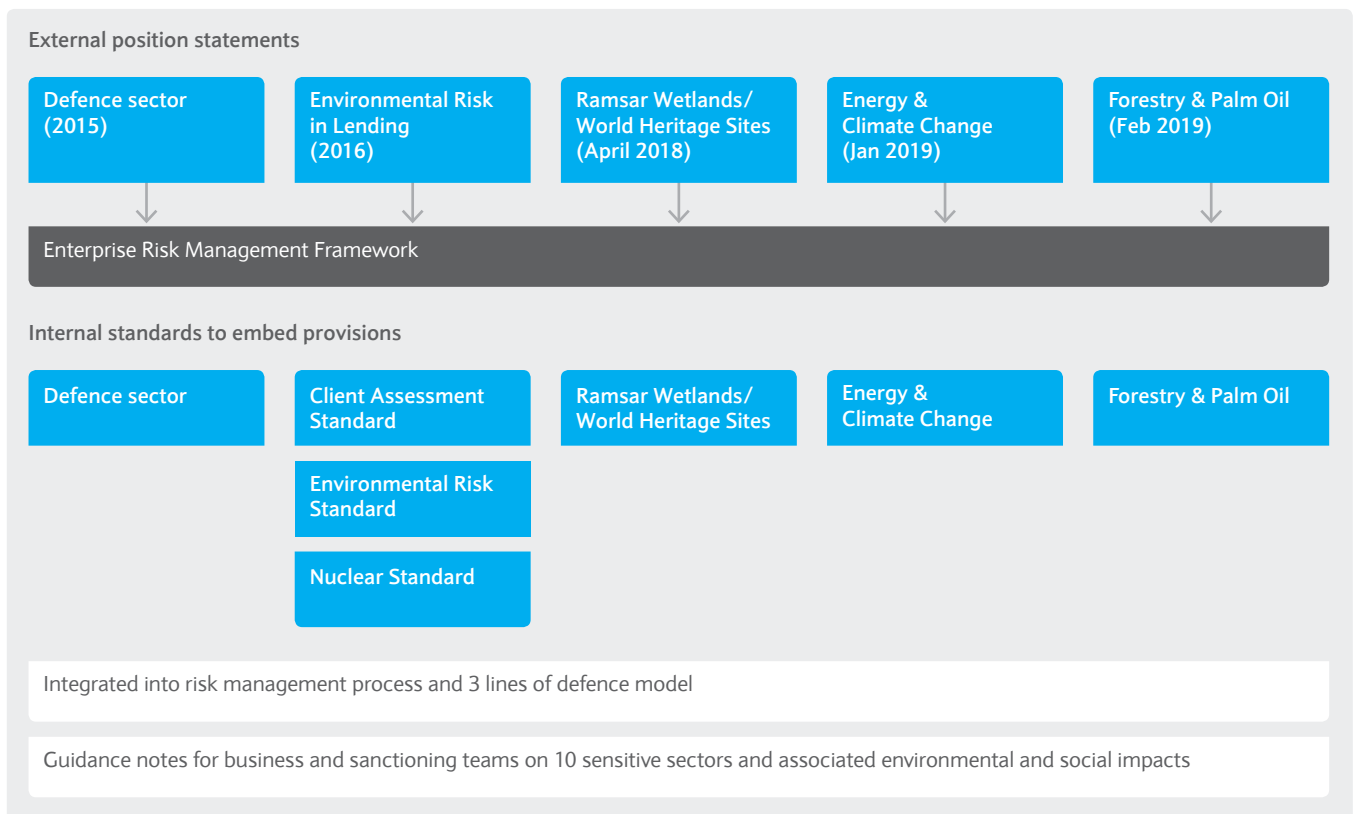 External position statements
Defence sector
(2015)
Environmental Risk
in Lending
(2016)
Ramsar Wetlands/
World Heritage Sites
(April 2018)
Energy &
Climate Change
(Jan 2019)
Forestry & Palm Oil
(Feb 2019)
Enterprise Risk Management Framework
Internal standards to embed provisions
Defence sector
Client Assessment
Standard
Environmental Risk
Standard
Nuclear Standard
Ramsar Wetlands/
World Heritage Sites
Energy &
Climate Change
Forestry & Palm Oil
Integrated into risk management process and 3 lines of defence model
Guidance notes for business and sanctioning teams on 10 sensitive sectors and associated environmental and social impacts